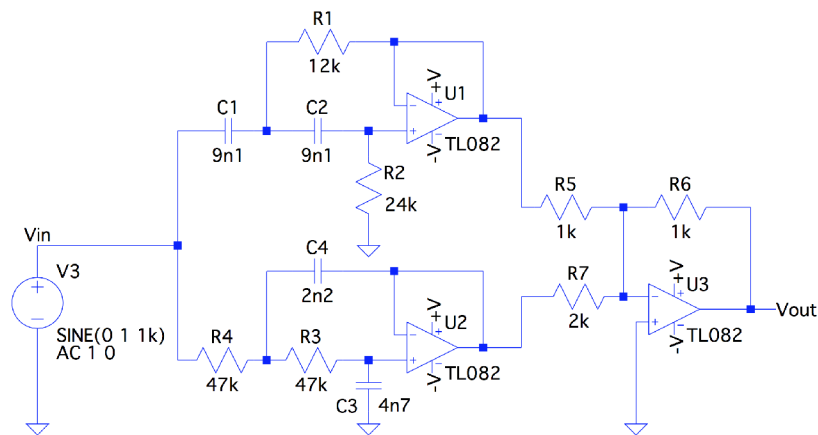 R1
12k
+V
U1
C1
C2
9n1
9n1
-V
TL082
R2
24k
R5
R6
1k
1k
Vin
V3
C4
2n2
R7
+V
U3
2k
Vout
+V
U2
SINE(0 1 1k)
AC 1 0
R4
R3
-V
TL082
47k
47k
-V
TL082
C3
4n7